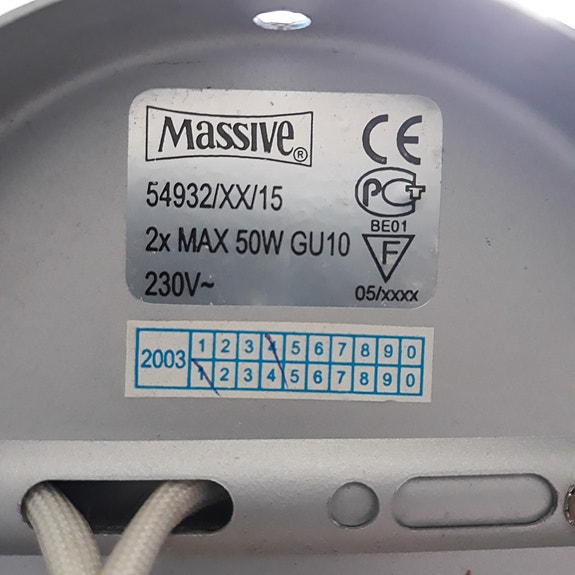 Massive®
54932/XX/15
2x MAX 50W GU10
230V~
CE
PCT
BE01
F
05/xxxx
2003 1 2 3 4 5 6 7 8 9 0
1 2 3 4 5 6 7 8 9 0